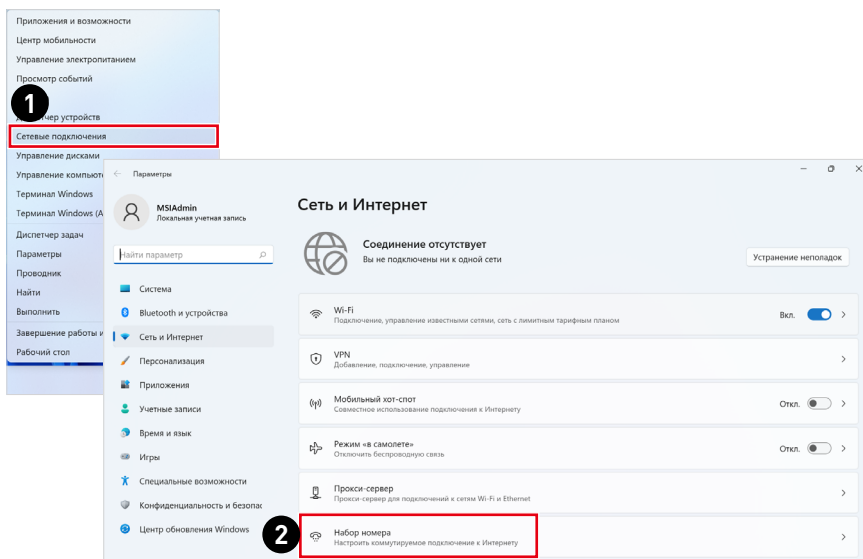 Приложения и возможности
Центр мобильности
Управление электропитанием
Просмотр событий
1
устройств
Сетевые подключения
Управление дисками
Управление компьют
Терминал Windows
Терминал Windows (А
Диспетчер задач
Параметры
Проводник
Найти
Выполнить
Завершение работы и
Рабочий стол
Параметры
MSIAdmin
Локальная учетная запись
Найти параметр
Система
Bluetooth и устройства
Сеть и Интернет
Персонализация
Приложения
Учетные записи
Время и язык
Игры
Специальные возможности
Конфиденциальность и безопас
Центр обновления Windows
Сеть и Интернет
Соединение отсутствует
Вы не подключены ни к одной сети
Устранение неполадок
Wi-Fi
Подключение, управление известными сетями, сеть с лимитным тарифным планом
Вкл.
VPN
Добавление, подключение, управление
Мобильный хот-спот
Совместное использование подключения к Интернету
Откл.
Режим «в самолете»
Отключить беспроводную связь
Откл.
Прокси-сервер
Прокси-сервер для подключений к сетям Wi-Fi и Ethernet
2
Набор номера
Настроить коммутируемое подключение к Интернету